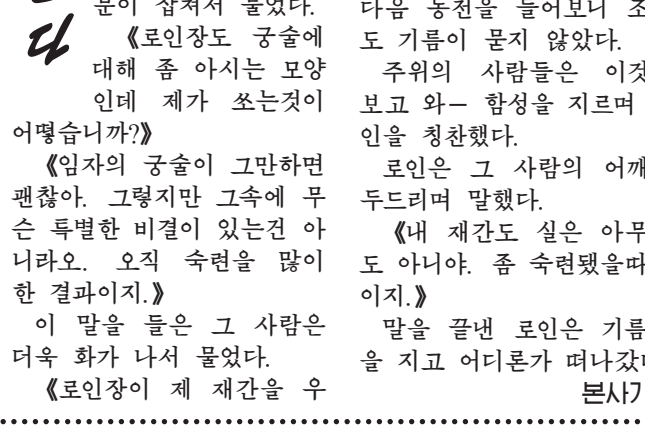 다
문이 잡쳐서 물었다.
《로인장도 궁술에
대해 좀 아시는 모양
인데 제가 쏘는것이
어떻습니까?》
《임자의 궁술이 그만하면
괜찮아. 그렇지만 그속에 무
슨 특별한 비결이 있는건 아
니라오. 오직 숙련을 많이
한 결과이지.》
이 말을 들은 그 사람은
더욱 화가 나서 물었다.
《로인장이 제 재간을 우
다음 동전을 들어보니 조
도 기름이 묻지 않았다.
주위의 사람들은 이것
보고 와— 함성을 지르며
인을 칭찬했다.
로인은 그 사람의 어깨
두드리며 말했다.
《내 재간도 실은 아무
도 아니야. 좀 숙련됐을따
이지.》
말을 끝낸 로인은 기름
을 지고 어디론가 떠나갔
본사기